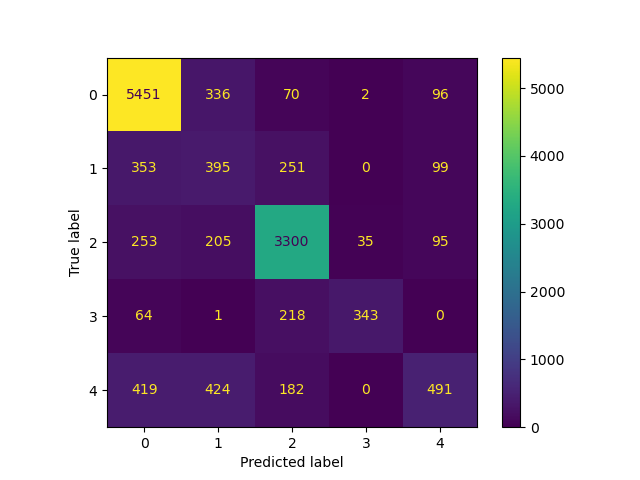 0 5451 336 70 2 96
1 353 395 251 0 99
2 253 205 3300 35 95
3 64 1 218 343 0
4 419 424 182 0 491
0 1 2 3 4
Predicted label
True label
5000
4000
3000
2000
1000
0